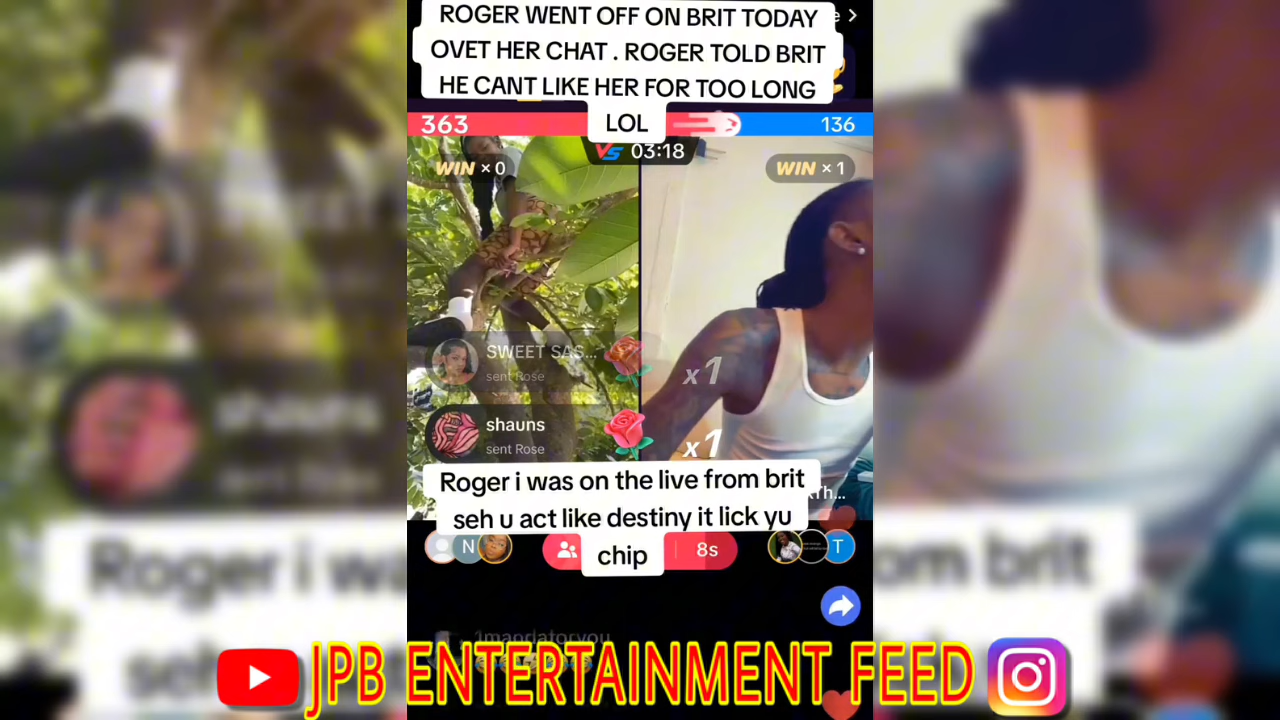 ROGER WENT OFF ON BRIT TODAY
OVET HER CHAT . ROGER TOLD BRIT
HE CANT LIKE HER FOR TOO LONG
LOL
363
136
VS 03:18
WIN × 0
WIN × 1
SWEET SAS...
sent Rose
x1
shauns
sent Rose
x1
Roger i was on the live from brit
seh u act like destiny it lick yu
chip
N
8s
T
1mandatoryou
JPB ENTERTAINMENT FEED